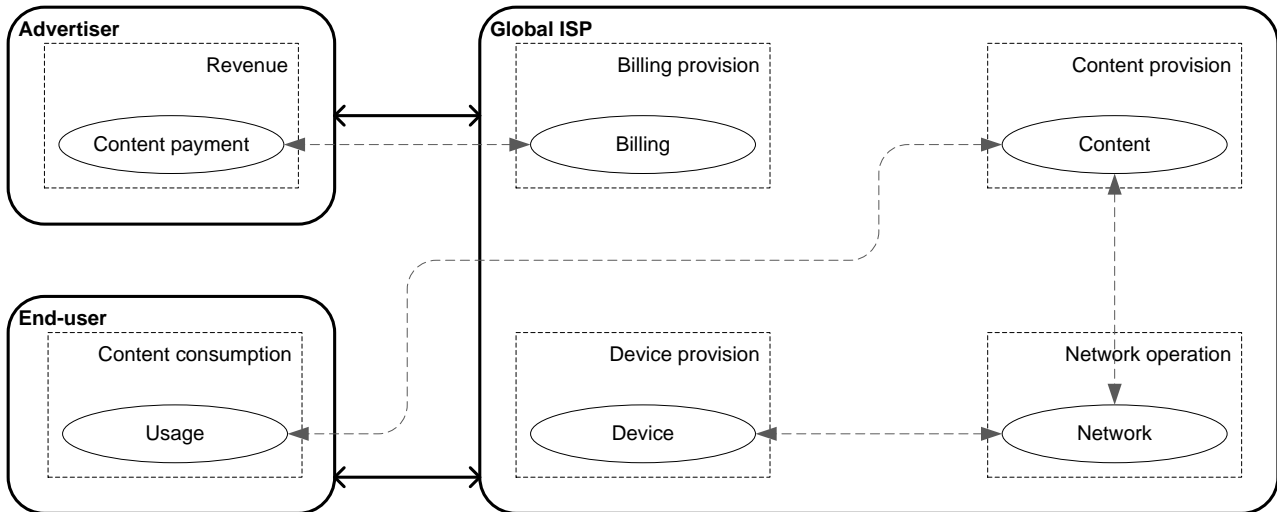 Advertiser
Revenue
Content payment
Global ISP
Billing provision
Billing
Content provision
Content
End-user
Content consumption
Usage
Device provision
Device
Network operation
Network